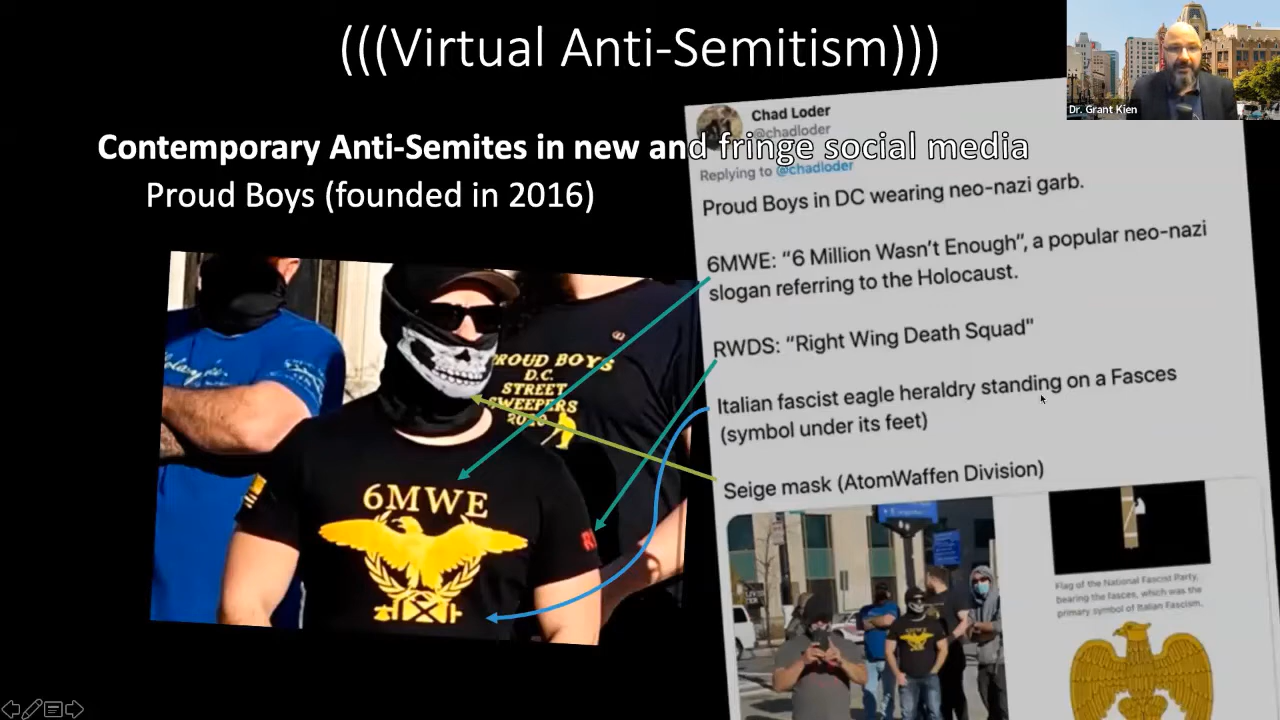 (((Virtual Anti-Semitism)))
Dr. Grant Kien
Contemporary Anti-Semites in new and fringe social media
Proud Boys (founded in 2016)
Chad Loder
@chadloder
Replying to @chadloder
Proud Boys in DC wearing neo-nazi garb.
6MWE: “6 Million Wasn’t Enough”, a popular neo-nazi
slogan referring to the Holocaust.
RWDS: “Right Wing Death Squad"
Italian fascist eagle heraldry standing on a Fasces
(symbol under its feet)
Seige mask (AtomWaffen Division)
PROUD BOYS
D.C.
STREET
SWEEPERS
2020
6MWE
6MWE
Flag of the National Fascist Party,
bearing the fasces, which was the
primary symbol of Italian Fascism.